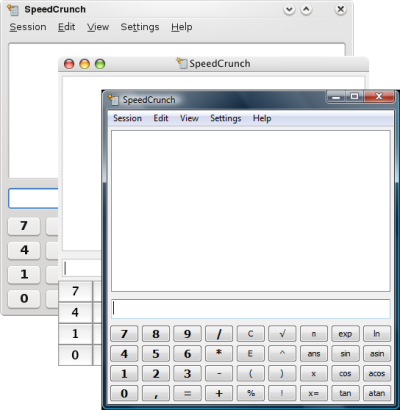 SpeedCrunch
Session Edit View Settings Help
7
4
1
0
SpeedCrunch
7
4
1
0
SpeedCrunch
Session Edit View Settings Help
7 8 9 / C √ π exp ln
4 5 6 * E ^ ans sin asin
1 2 3 - ( ) x cos acos
0 , = + % ! x= tan atan